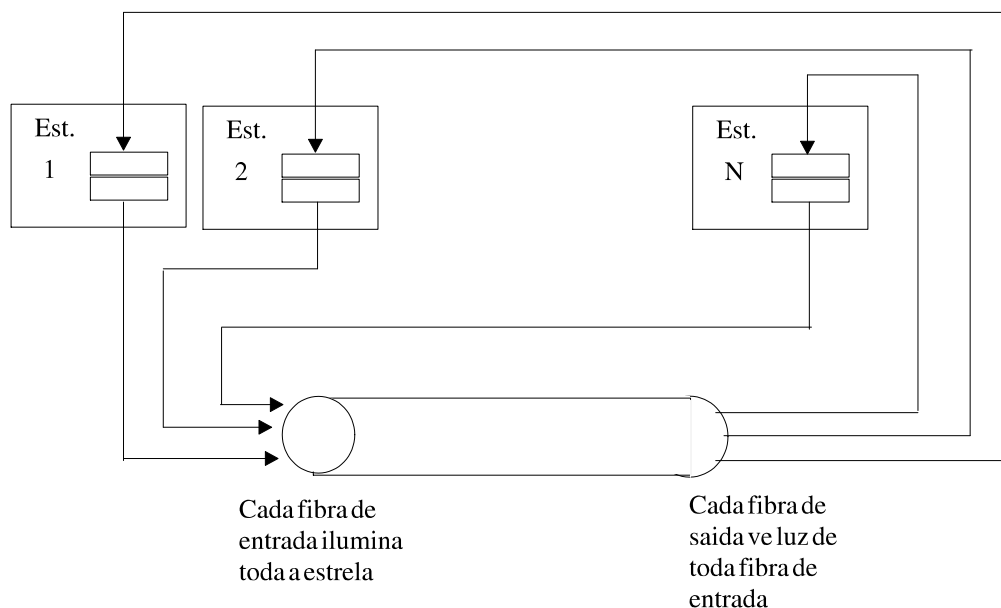 Est.
1
Est.
2
Est.
N
Cada fibra de
entrada ilumina
toda a estrela
Cada fibra de
saida ve luz de
toda fibra de
entrada